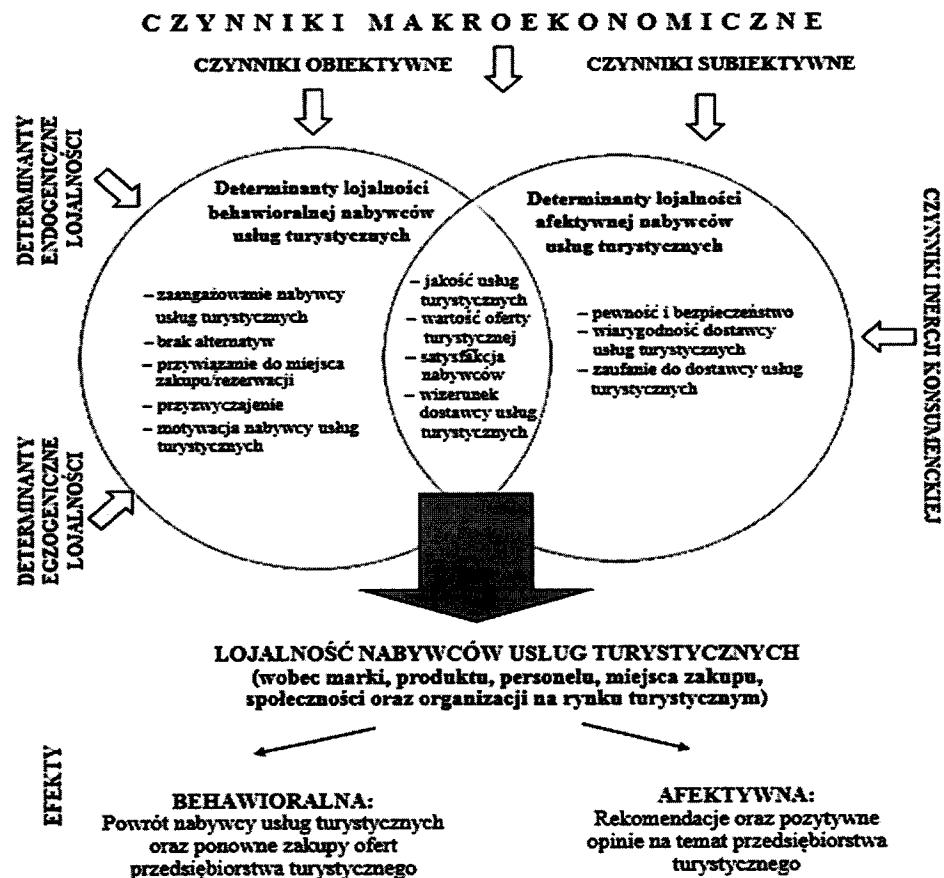 CZYNNIKI MAKROEKONOMICZNE
CZYNNIKI OBIEKTYWNE
CZYNNIKI SUBIEKTYWNE
DETERMINANTY
ENDOGENICZNE
LOJALNOŚCI
Determinanty lojalności
behawioralnej nabywców
usług turystycznych
– zaangażowanie nabywcy
usług turystycznych
– brak alternatyw
– przywiązanie do miejsca
zakupu/rezerwacji
– przyzwyczajenie
– motywacja nabywcy usług
turystycznych
– jakość usług
turystycznych
– wartość oferty
turystycznej
– satysfakcja
nabywców
– wizerunek
dostawcy usług
turystycznych
Determinanty lojalności
afektywnej nabywców
usług turystycznych
– pewność i bezpieczeństwo
– wiarygodność dostawcy
usług turystycznych
– zaufanie do dostawcy usług
turystycznych
CZYNNIKI INERCJI KONSUMENCKIEJ
DETERMINANTY
EGZOGENICZNE
LOJALNOŚCI
LOJALNOŚĆ NABYWCÓW USŁUG TURYSTYCZNYCH
(wobec marki, produktu, personelu, miejsca zakupu,
społeczności oraz organizacji na rynku turystycznym)
EFEKTY
BEHAWIORALNA:
Powrót nabywcy usług turystycznych
oraz ponowne zakupy ofert
przedsiębiorstwa turystycznego
AFEKTYWNA:
Rekomendacje oraz pozytywne
opinie na temat przedsiębiorstwa
turystycznego